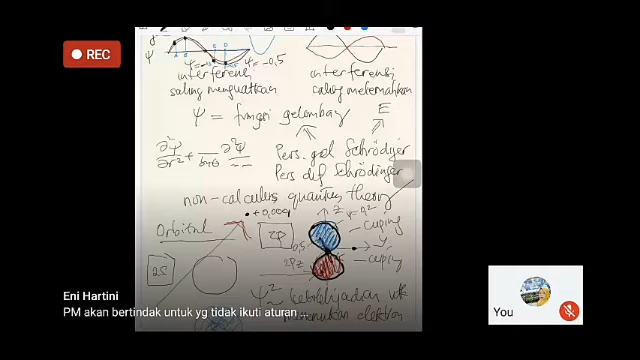 REC
ψ
A B
ψ = -0,5
interferensi
saling menguatkan
interferensi
saling melemahkan
ψ = fungsi gelombang
E
Pers. gel Schrödinger
Pers dif Schrödinger
non-calculus quantum theory
+0,0001
Orbital
2S
2P
0,5
2Pz
Z
Y
cuping
cuping
ψ² kebolehjadian utk
menemukan elektron
Eni Hartini
PM akan bertindak untuk yg tidak ikuti aturan ...
You